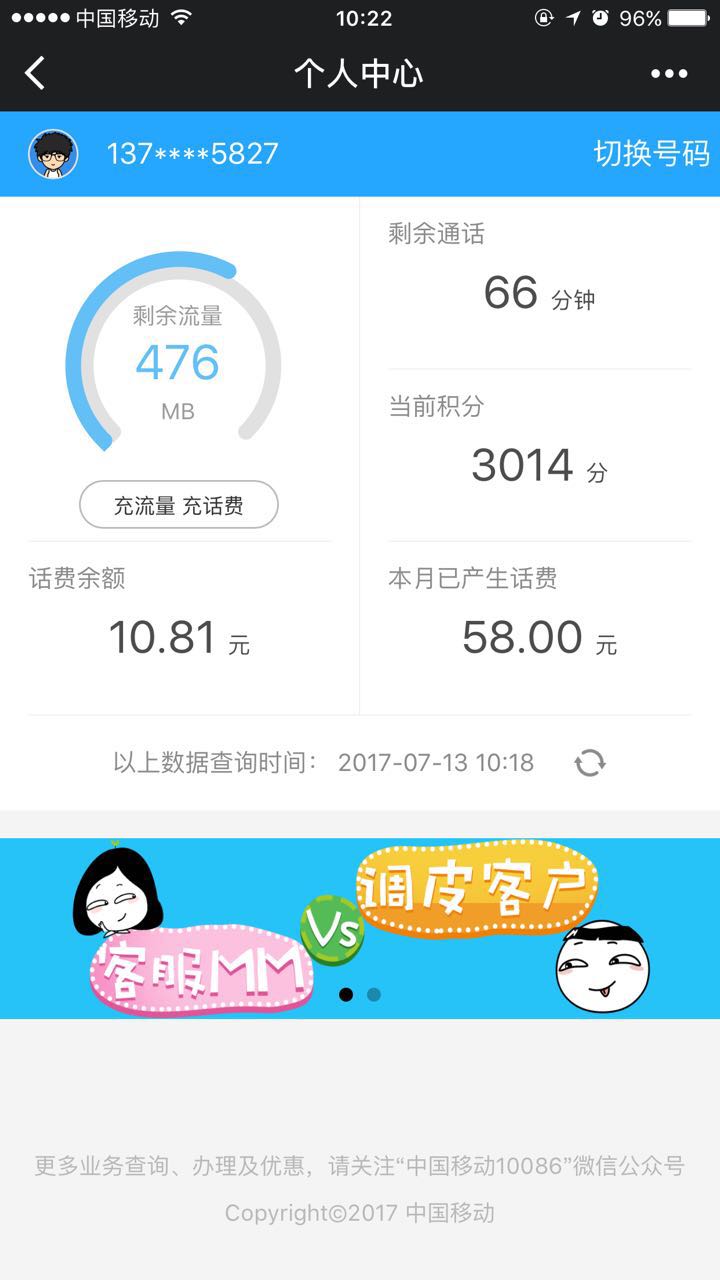 中国移动 10:22 96%
个人中心
137****5827 切换号码
剩余流量
476
MB
充流量 充话费
剩余通话
66 分钟
当前积分
3014 分
话费余额
10.81 元
本月已产生话费
58.00 元
以上数据查询时间： 2017-07-13 10:18
调皮客户
Vs
客服MM
更多业务查询、办理及优惠，请关注“中国移动10086”微信公众号
Copyright©2017 中国移动